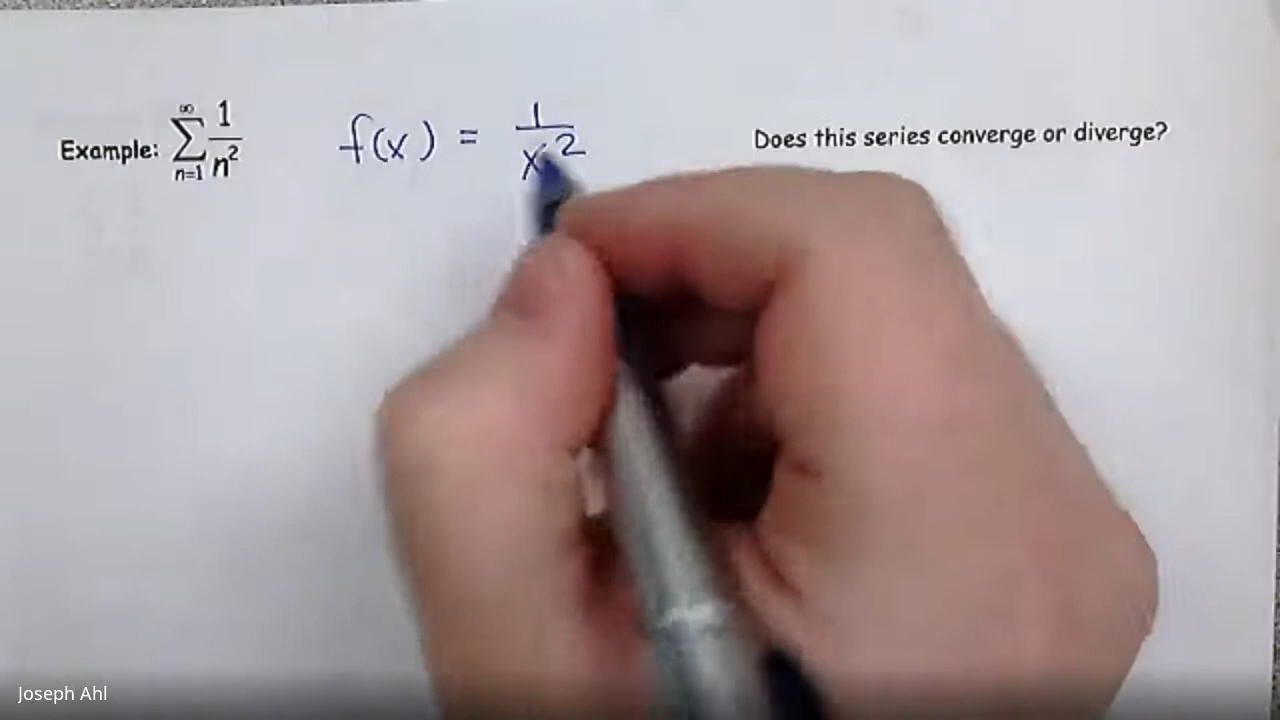 Example: ∞ ∑ n=1 1/n² f(x) = 1/x² Does this series converge or diverge?
Joseph Ahl